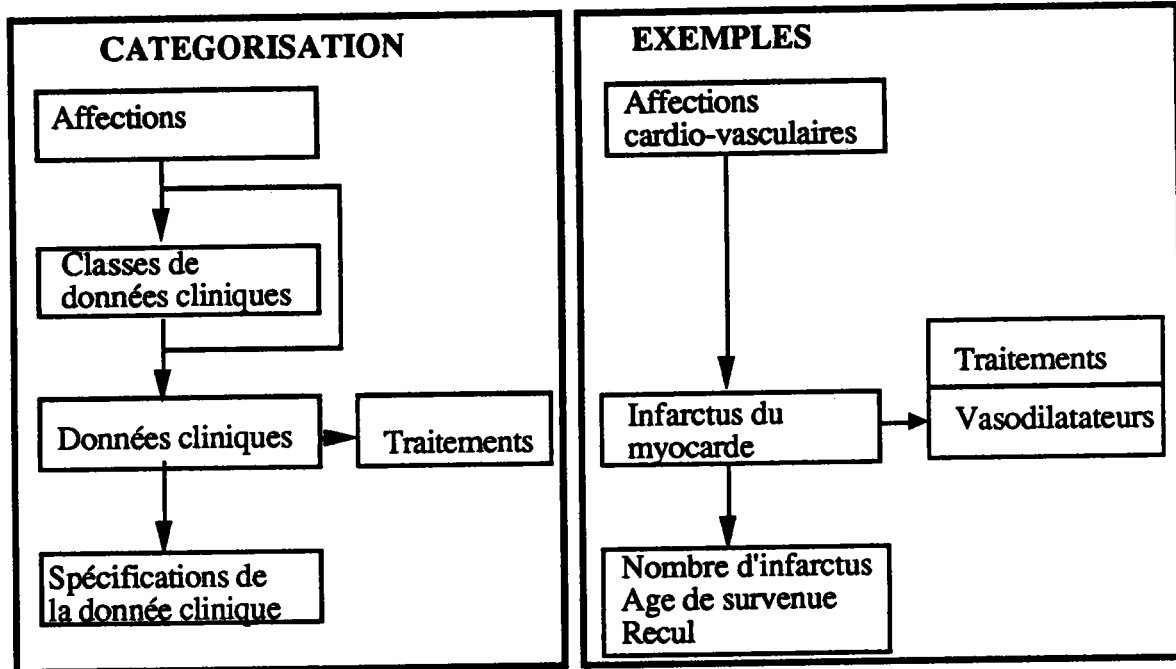 CATEGORISATION
Affections
Classes de
données cliniques
Données cliniques
Traitements
Spécifications de
la donnée clinique
EXEMPLES
Affections
cardio-vasculaires
Traitements
Vasodilatateurs
Infarctus du
myocarde
Nombre d'infarctus
Age de survenue
Recul